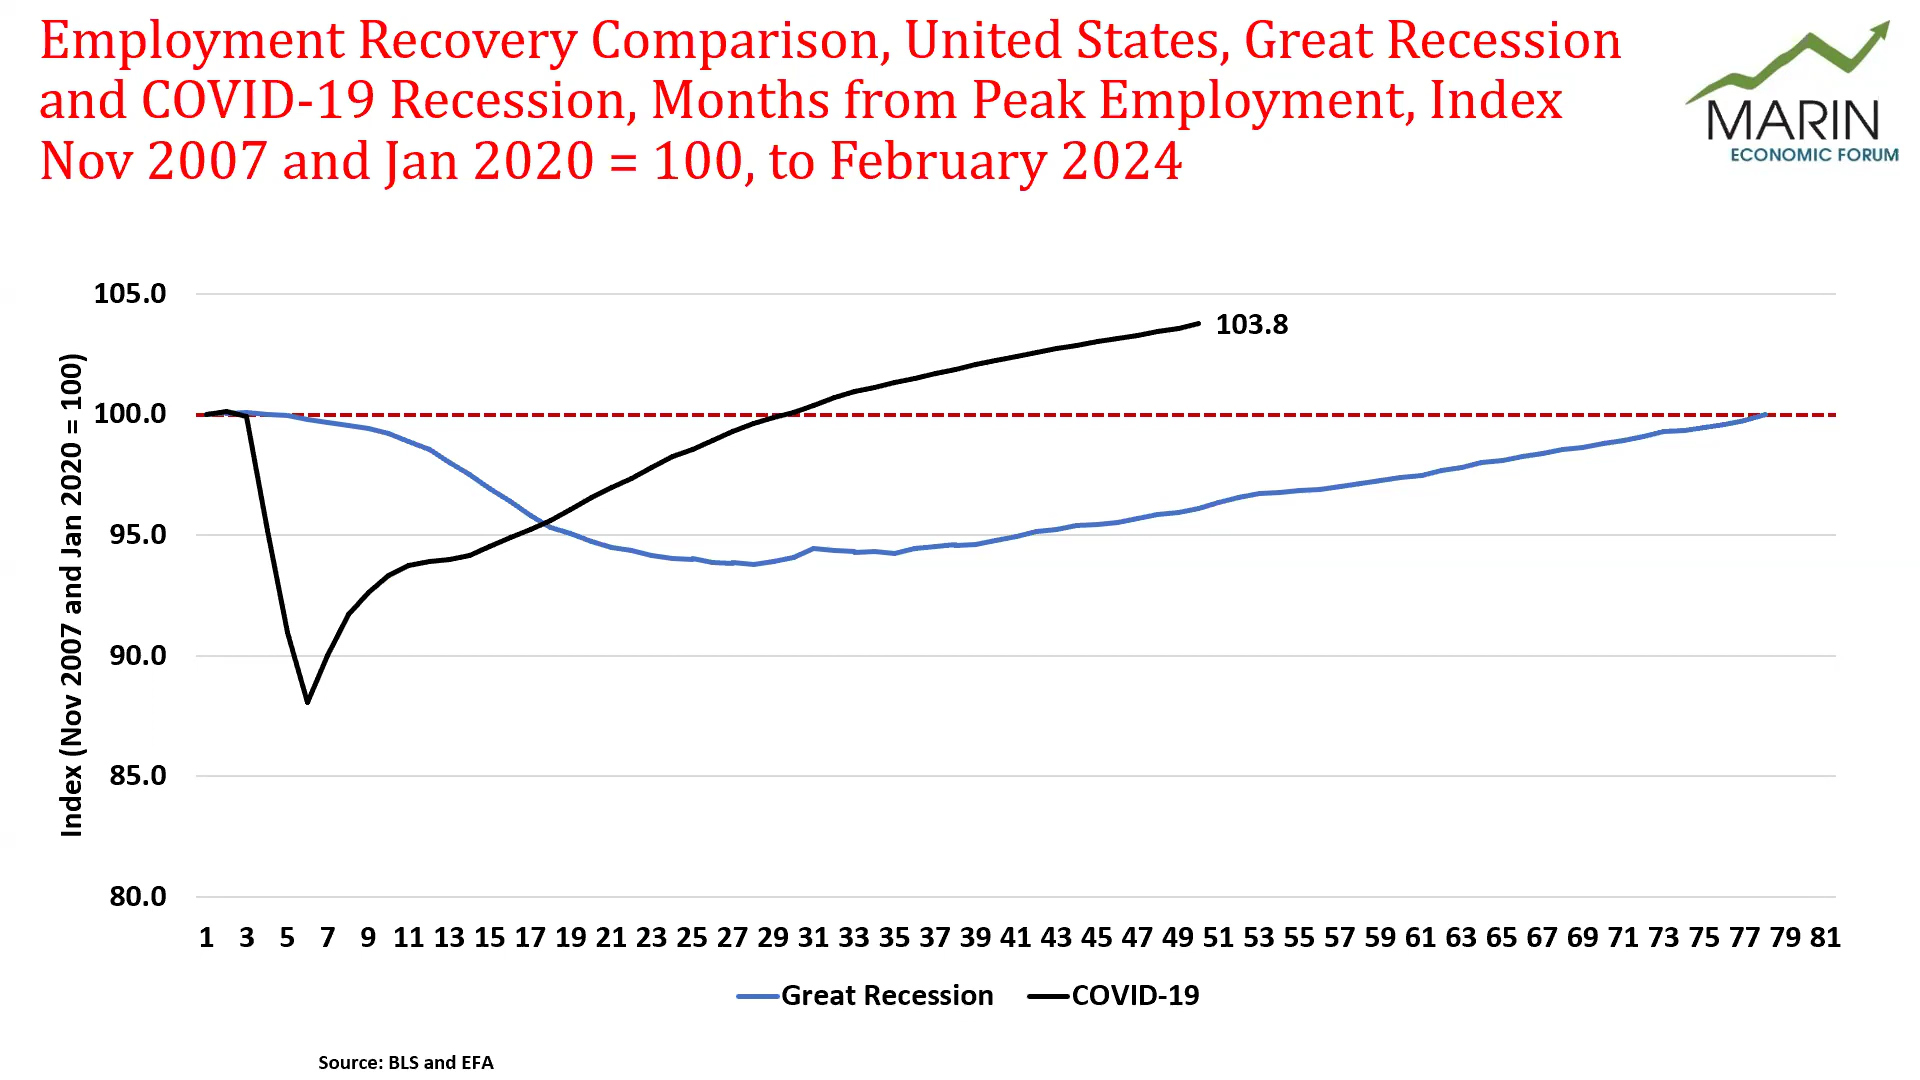 Employment Recovery Comparison, United States, Great Recession
and COVID-19 Recession, Months from Peak Employment, Index
Nov 2007 and Jan 2020 = 100, to February 2024
MARIN
ECONOMIC FORUM
Index (Nov 2007 and Jan 2020 = 100)
105.0
100.0
95.0
90.0
85.0
80.0
103.8
1 3 5 7 9 11 13 15 17 19 21 23 25 27 29 31 33 35 37 39 41 43 45 47 49 51 53 55 57 59 61 63 65 67 69 71 73 75 77 79 81
Great Recession COVID-19
Source: BLS and EFA